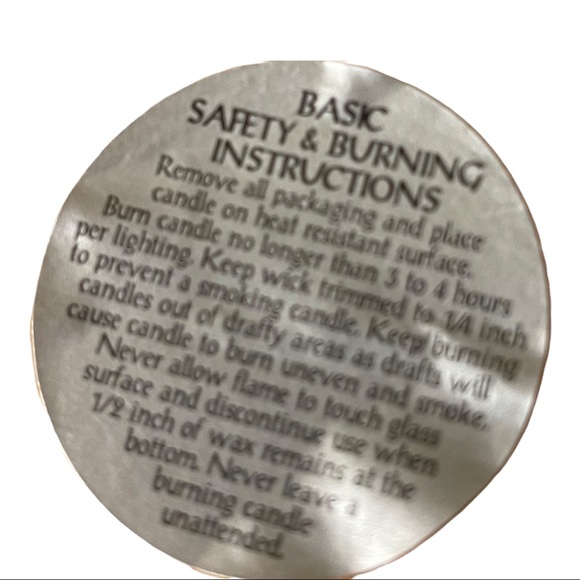 BASIC
SAFETY & BURNING
INSTRUCTIONS
Remove all packaging and place
candle on heat resistant surface.
Burn candle no longer than 3 to 4 hours
per lighting. Keep wick trimmed to 1/4 inch
to prevent a smoking candle. Keep burning
candles out of drafty areas as drafts will
cause candle to burn uneven and smoke.
Never allow flame to touch glass
surface and discontinue use when
1/2 inch of wax remains at the
bottom. Never leave a
burning candle
unattended.